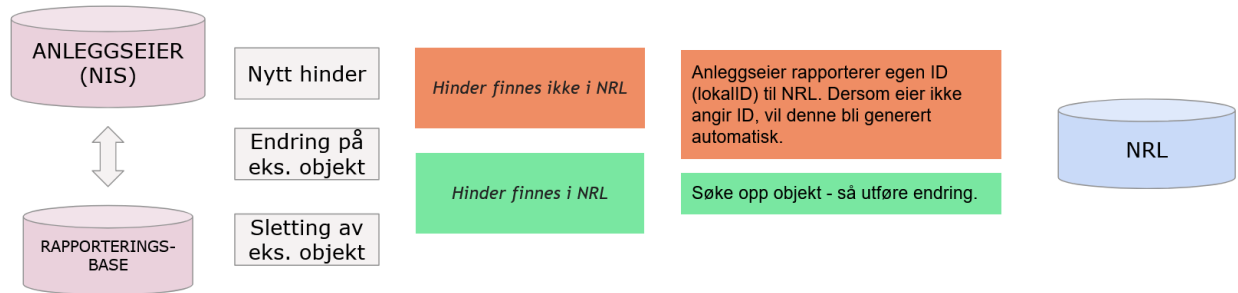 ANLEGGSEIER
(NIS)
Nytt hinder
Hinder finnes ikke i NRL
Anleggseier rapporterer egen ID
(lokalID) til NRL. Dersom eier ikke
angir ID, vil denne bli generert
automatisk.
NRL
Endring på
eks. objekt
Hinder finnes i NRL
Søke opp objekt - så utføre endring.
RAPPORTERINGS-
BASE
Sletting av
eks. objekt